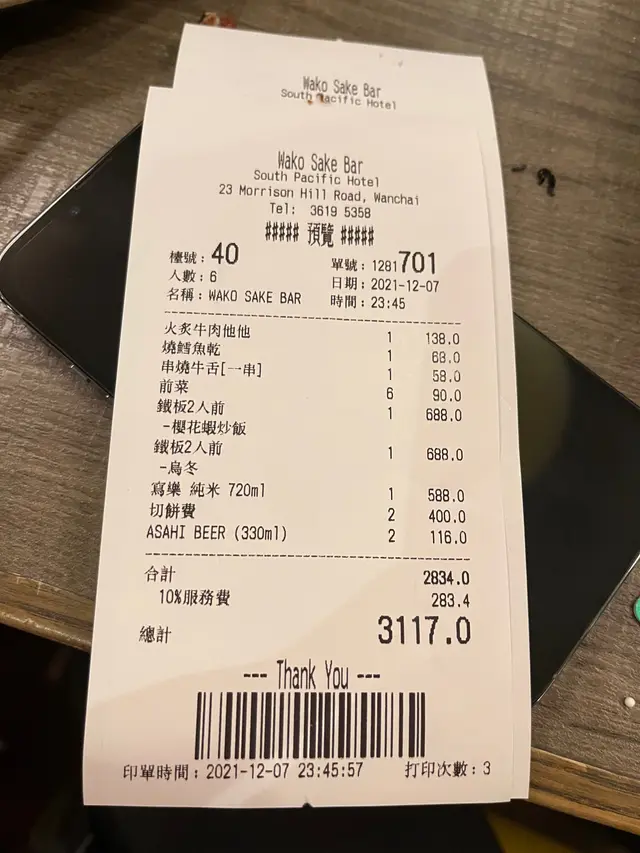 Wako Sake Bar
South Pacific Hotel
Wako Sake Bar
South Pacific Hotel
23 Morrison Hill Road, Wanchai
Tel: 3619 5358
##### 預覽 #####
檯號: 40 單號: 1281701
人數: 6 日期: 2021-12-07
名稱: WAKO SAKE BAR 時間: 23:45
火炙牛肉他他 1 138.0
燒鱈魚乾 1 68.0
串燒牛舌[一串] 1 58.0
前菜 6 90.0
鐵板2人前 1 688.0
-櫻花蝦炒飯
鐵板2人前 1 688.0
-烏冬
寫樂 純米 720ml 1 588.0
切餅費 2 400.0
ASAHI BEER (330ml) 2 116.0
合計 2834.0
10%服務費 283.4
總計 3117.0
--- Thank You ---
印單時間: 2021-12-07 23:45:57 打印次數: 3